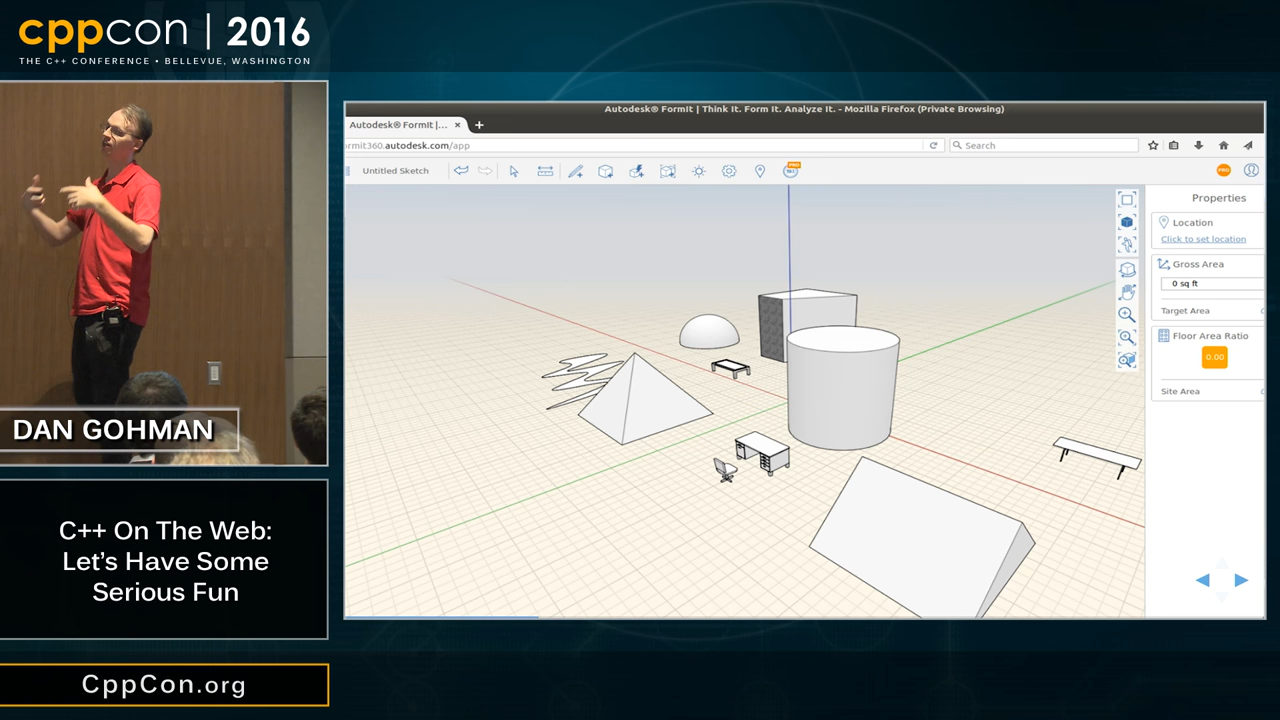 cppcon | 2016
THE C++ CONFERENCE • BELLEVUE, WASHINGTON
DAN GOHMAN
C++ On The Web:
Let's Have Some
Serious Fun
CppCon.org
Autodesk® FormIt | Think It. Form It. Analyze It. - Mozilla Firefox (Private Browsing)
Autodesk® FormIt |...
ormit360.autodesk.com/app
Search
Untitled Sketch
PRO
PRO
Properties
Location
Click to set location
Gross Area
0 sq ft
Target Area
Floor Area Ratio
0.00
Site Area